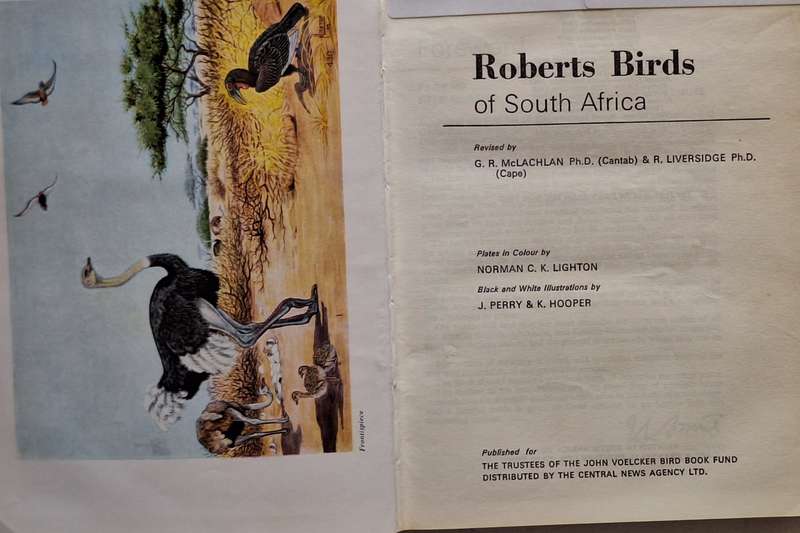 Frontispiece
Roberts Birds
of South Africa
Revised by
G. R. McLACHLAN Ph.D. (Cantab) & R. LIVERSIDGE Ph.D.
(Cape)
Plates in Colour by
NORMAN C. K. LIGHTON
Black and White Illustrations by
J. PERRY & K. HOOPER
Published for
THE TRUSTEES OF THE JOHN VOELCKER BIRD BOOK FUND
DISTRIBUTED BY THE CENTRAL NEWS AGENCY LTD.